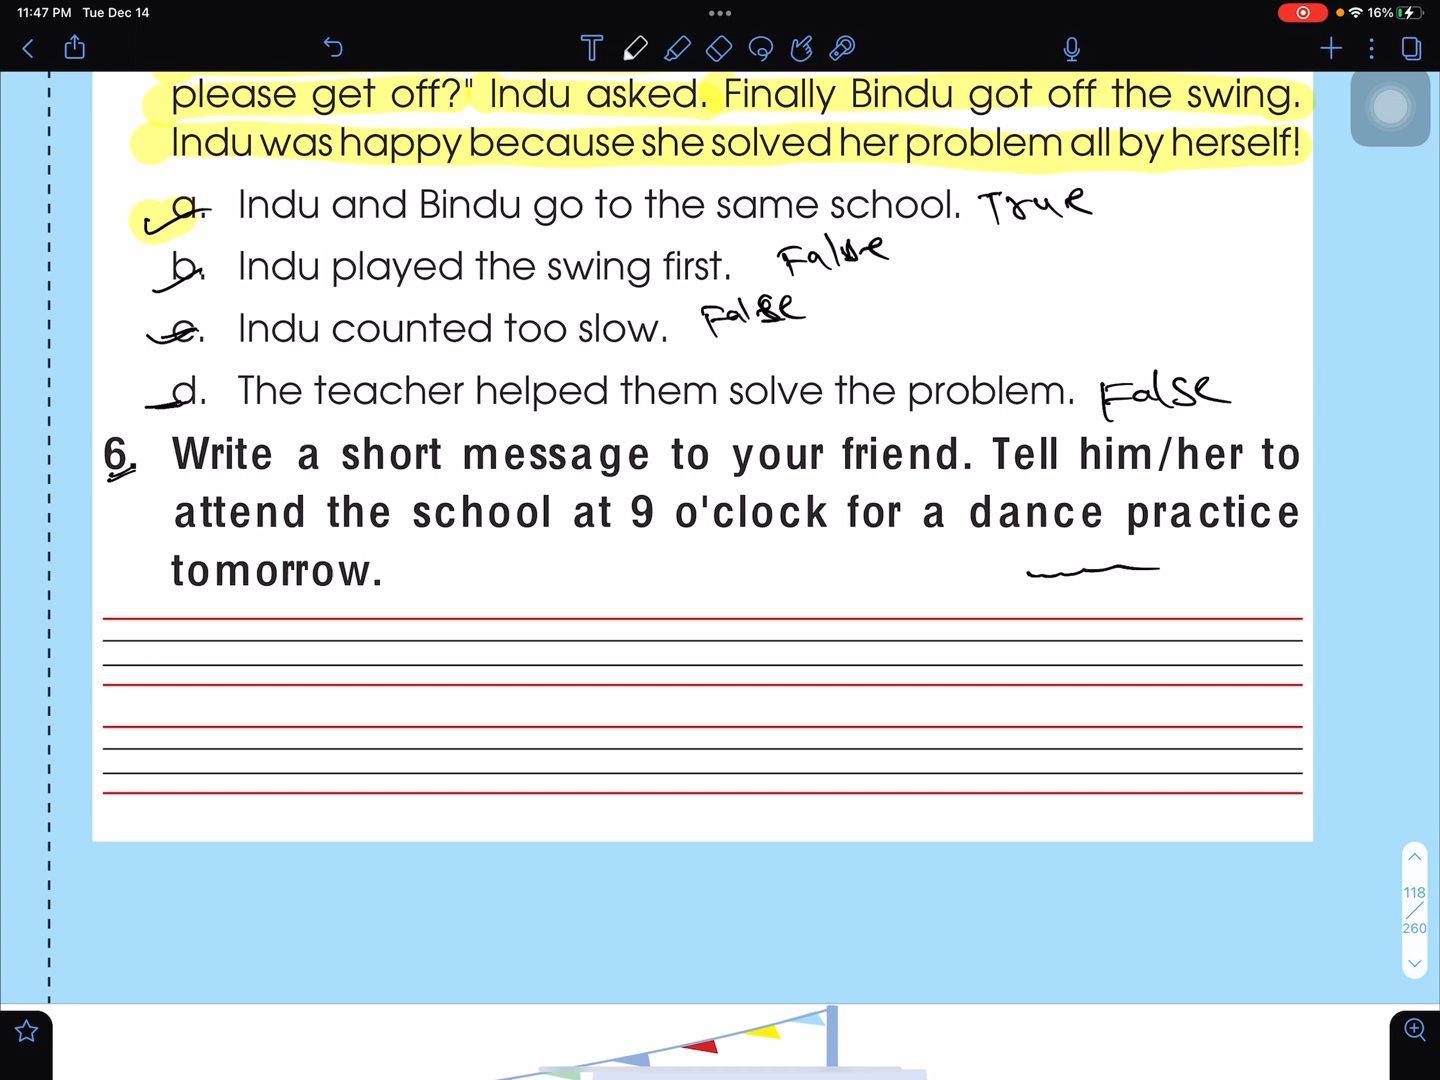 11:47 PM Tue Dec 14
16%
please get off?" Indu asked. Finally Bindu got off the swing.
Indu was happy because she solved her problem all by herself!
a. Indu and Bindu go to the same school. True
b. Indu played the swing first. False
c. Indu counted too slow. False
d. The teacher helped them solve the problem. False
6. Write a short message to your friend. Tell him/her to
attend the school at 9 o'clock for a dance practice
tomorrow.
118
260